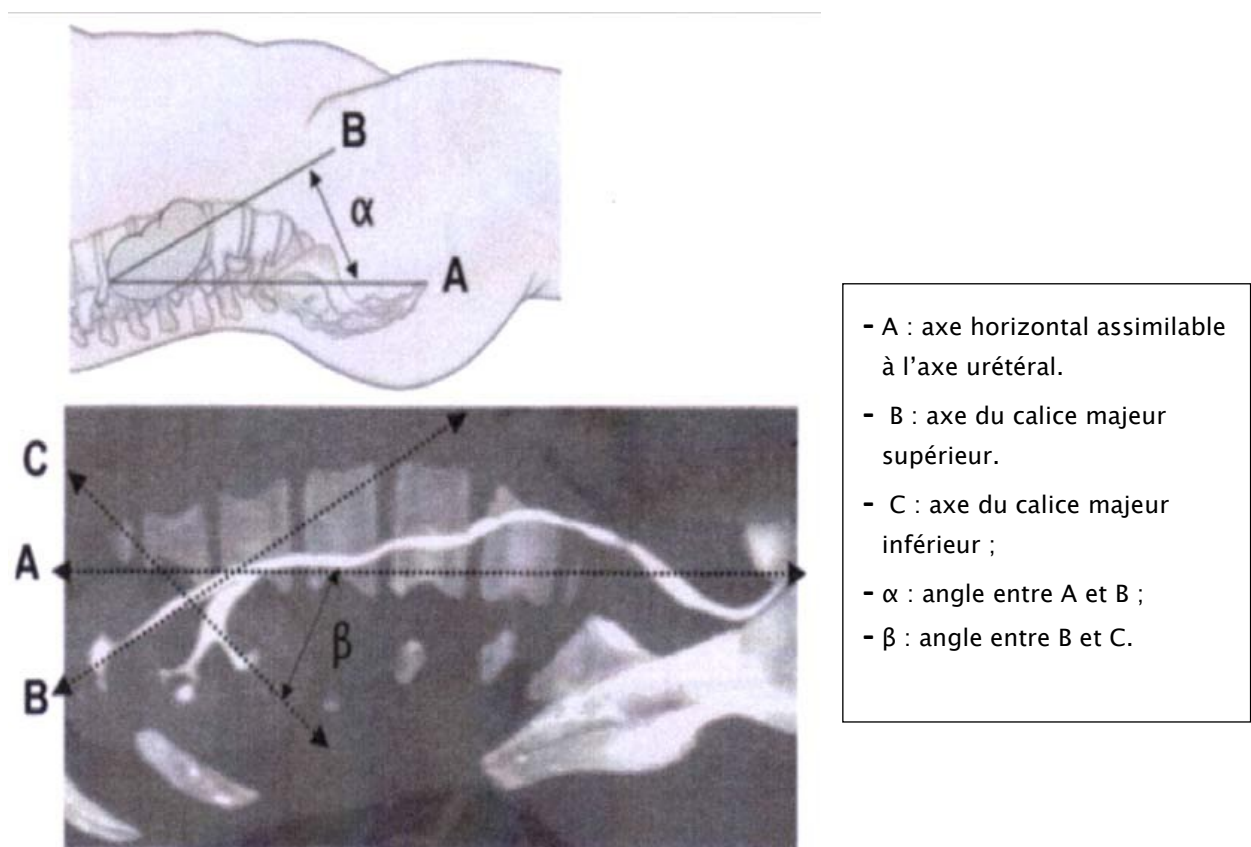 B
α
A
C
A
β
B
- A : axe horizontal assimilable
à l’axe urétéral.
- B : axe du calice majeur
supérieur.
- C : axe du calice majeur
inférieur ;
- α : angle entre A et B ;
- β : angle entre B et C.